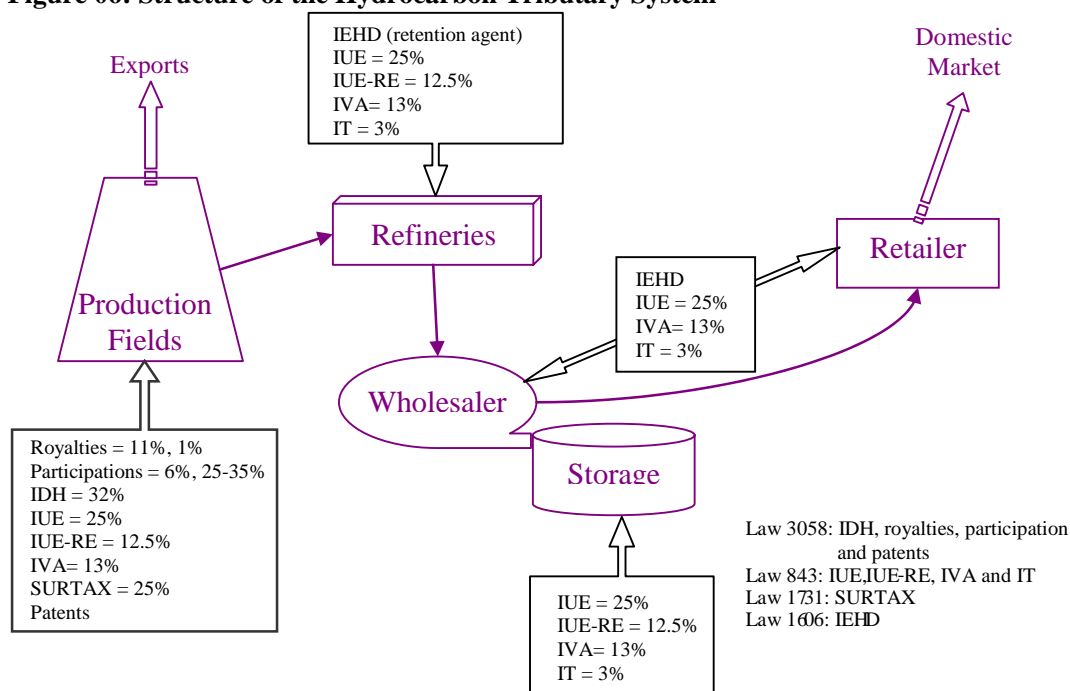 Figure 60. Structure of the Hydrocarbon Tributary System
IEHD (retention agent)
IUE = 25%
IUE-RE = 12.5%
IVA= 13%
IT = 3%
Exports
Domestic
Market
Refineries
Retailer
Production
Fields
IEHD
IUE = 25%
IVA= 13%
IT = 3%
Wholesaler
Storage
Royalties = 11%, 1%
Participations = 6%, 25-35%
IDH = 32%
IUE = 25%
IUE-RE = 12.5%
IVA= 13%
SURTAX = 25%
Patents
IUE = 25%
IUE-RE = 12.5%
IVA= 13%
IT = 3%
Law 3058: IDH, royalties, participation
and patents
Law 843: IUE,IUE-RE, IVA and IT
Law 1731: SURTAX
Law 1606: IEHD